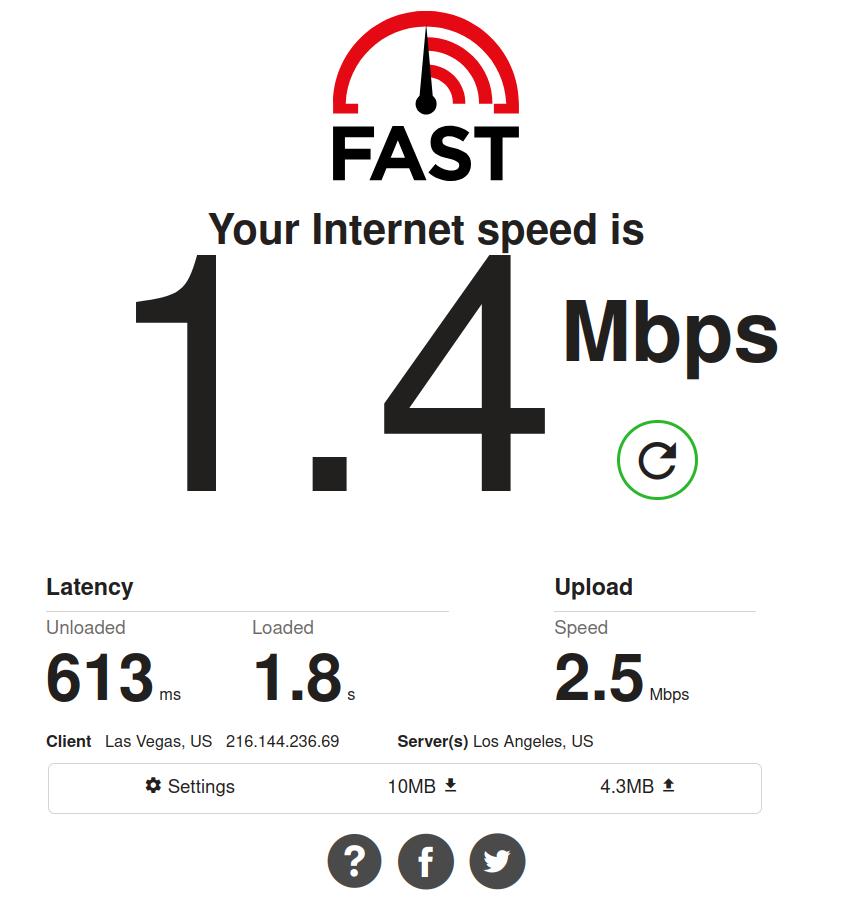 FAST
Your Internet speed is
1.4 Mbps
Latency Upload
Unloaded Loaded Speed
613 ms 1.8 s 2.5 Mbps
Client Las Vegas, US 216.144.236.69 Server(s) Los Angeles, US
Settings 10MB 4.3MB
? f